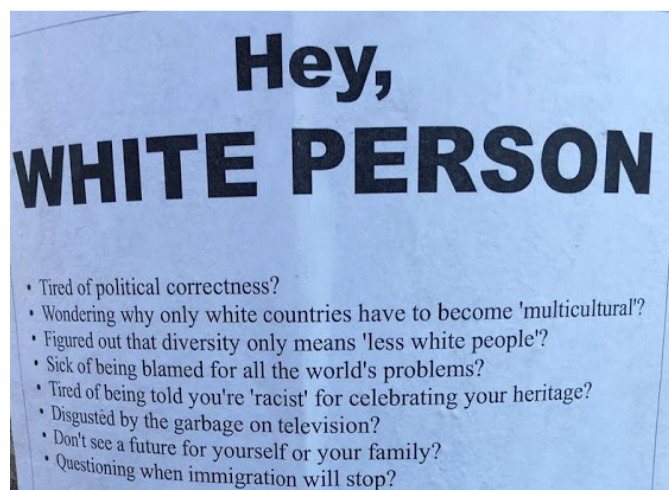 Hey,
WHITE PERSON
• Tired of political correctness?
• Wondering why only white countries have to become 'multicultural'?
• Figured out that diversity only means 'less white people'?
• Sick of being blamed for all the world's problems?
• Tired of being told you're 'racist' for celebrating your heritage?
• Disgusted by the garbage on television?
• Don't see a future for yourself or your family?
• Questioning when immigration will stop?